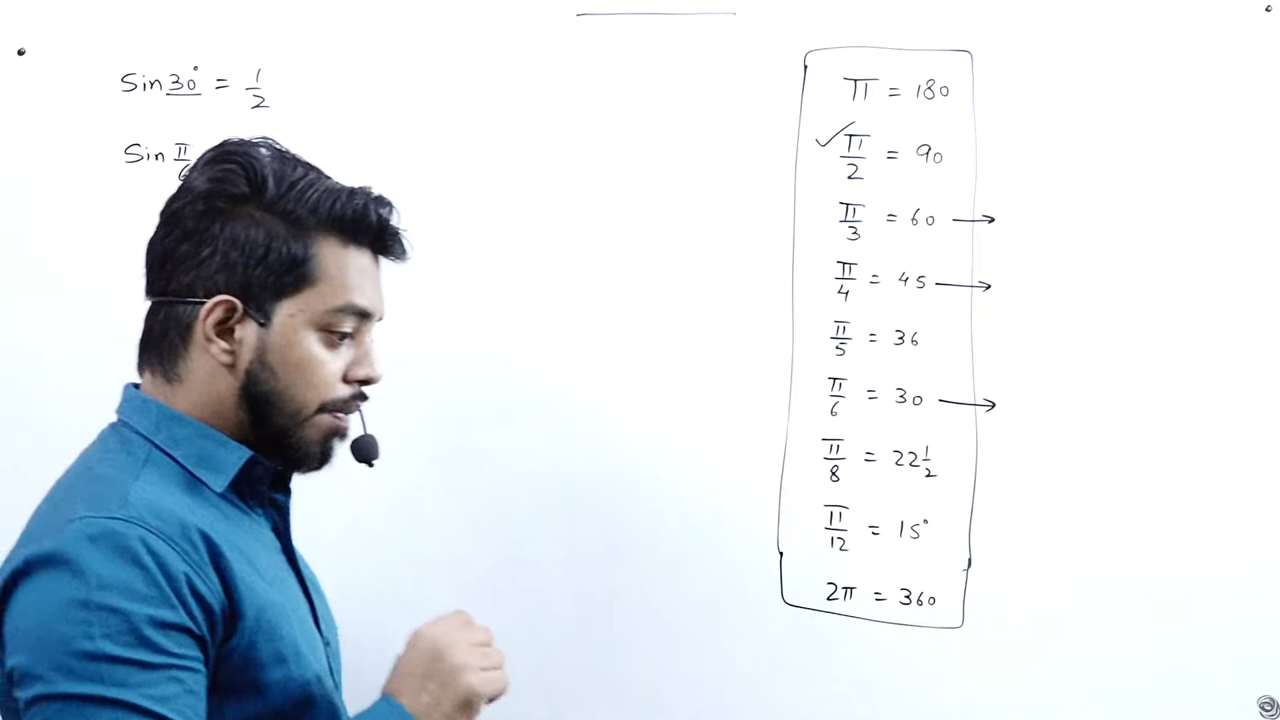 Sin 30° = 1/2
Sin π/6
π = 180
✓ π/2 = 90
π/3 = 60 →
π/4 = 45 →
π/5 = 36
π/6 = 30 →
π/8 = 22 1/2
π/12 = 15°
2π = 360